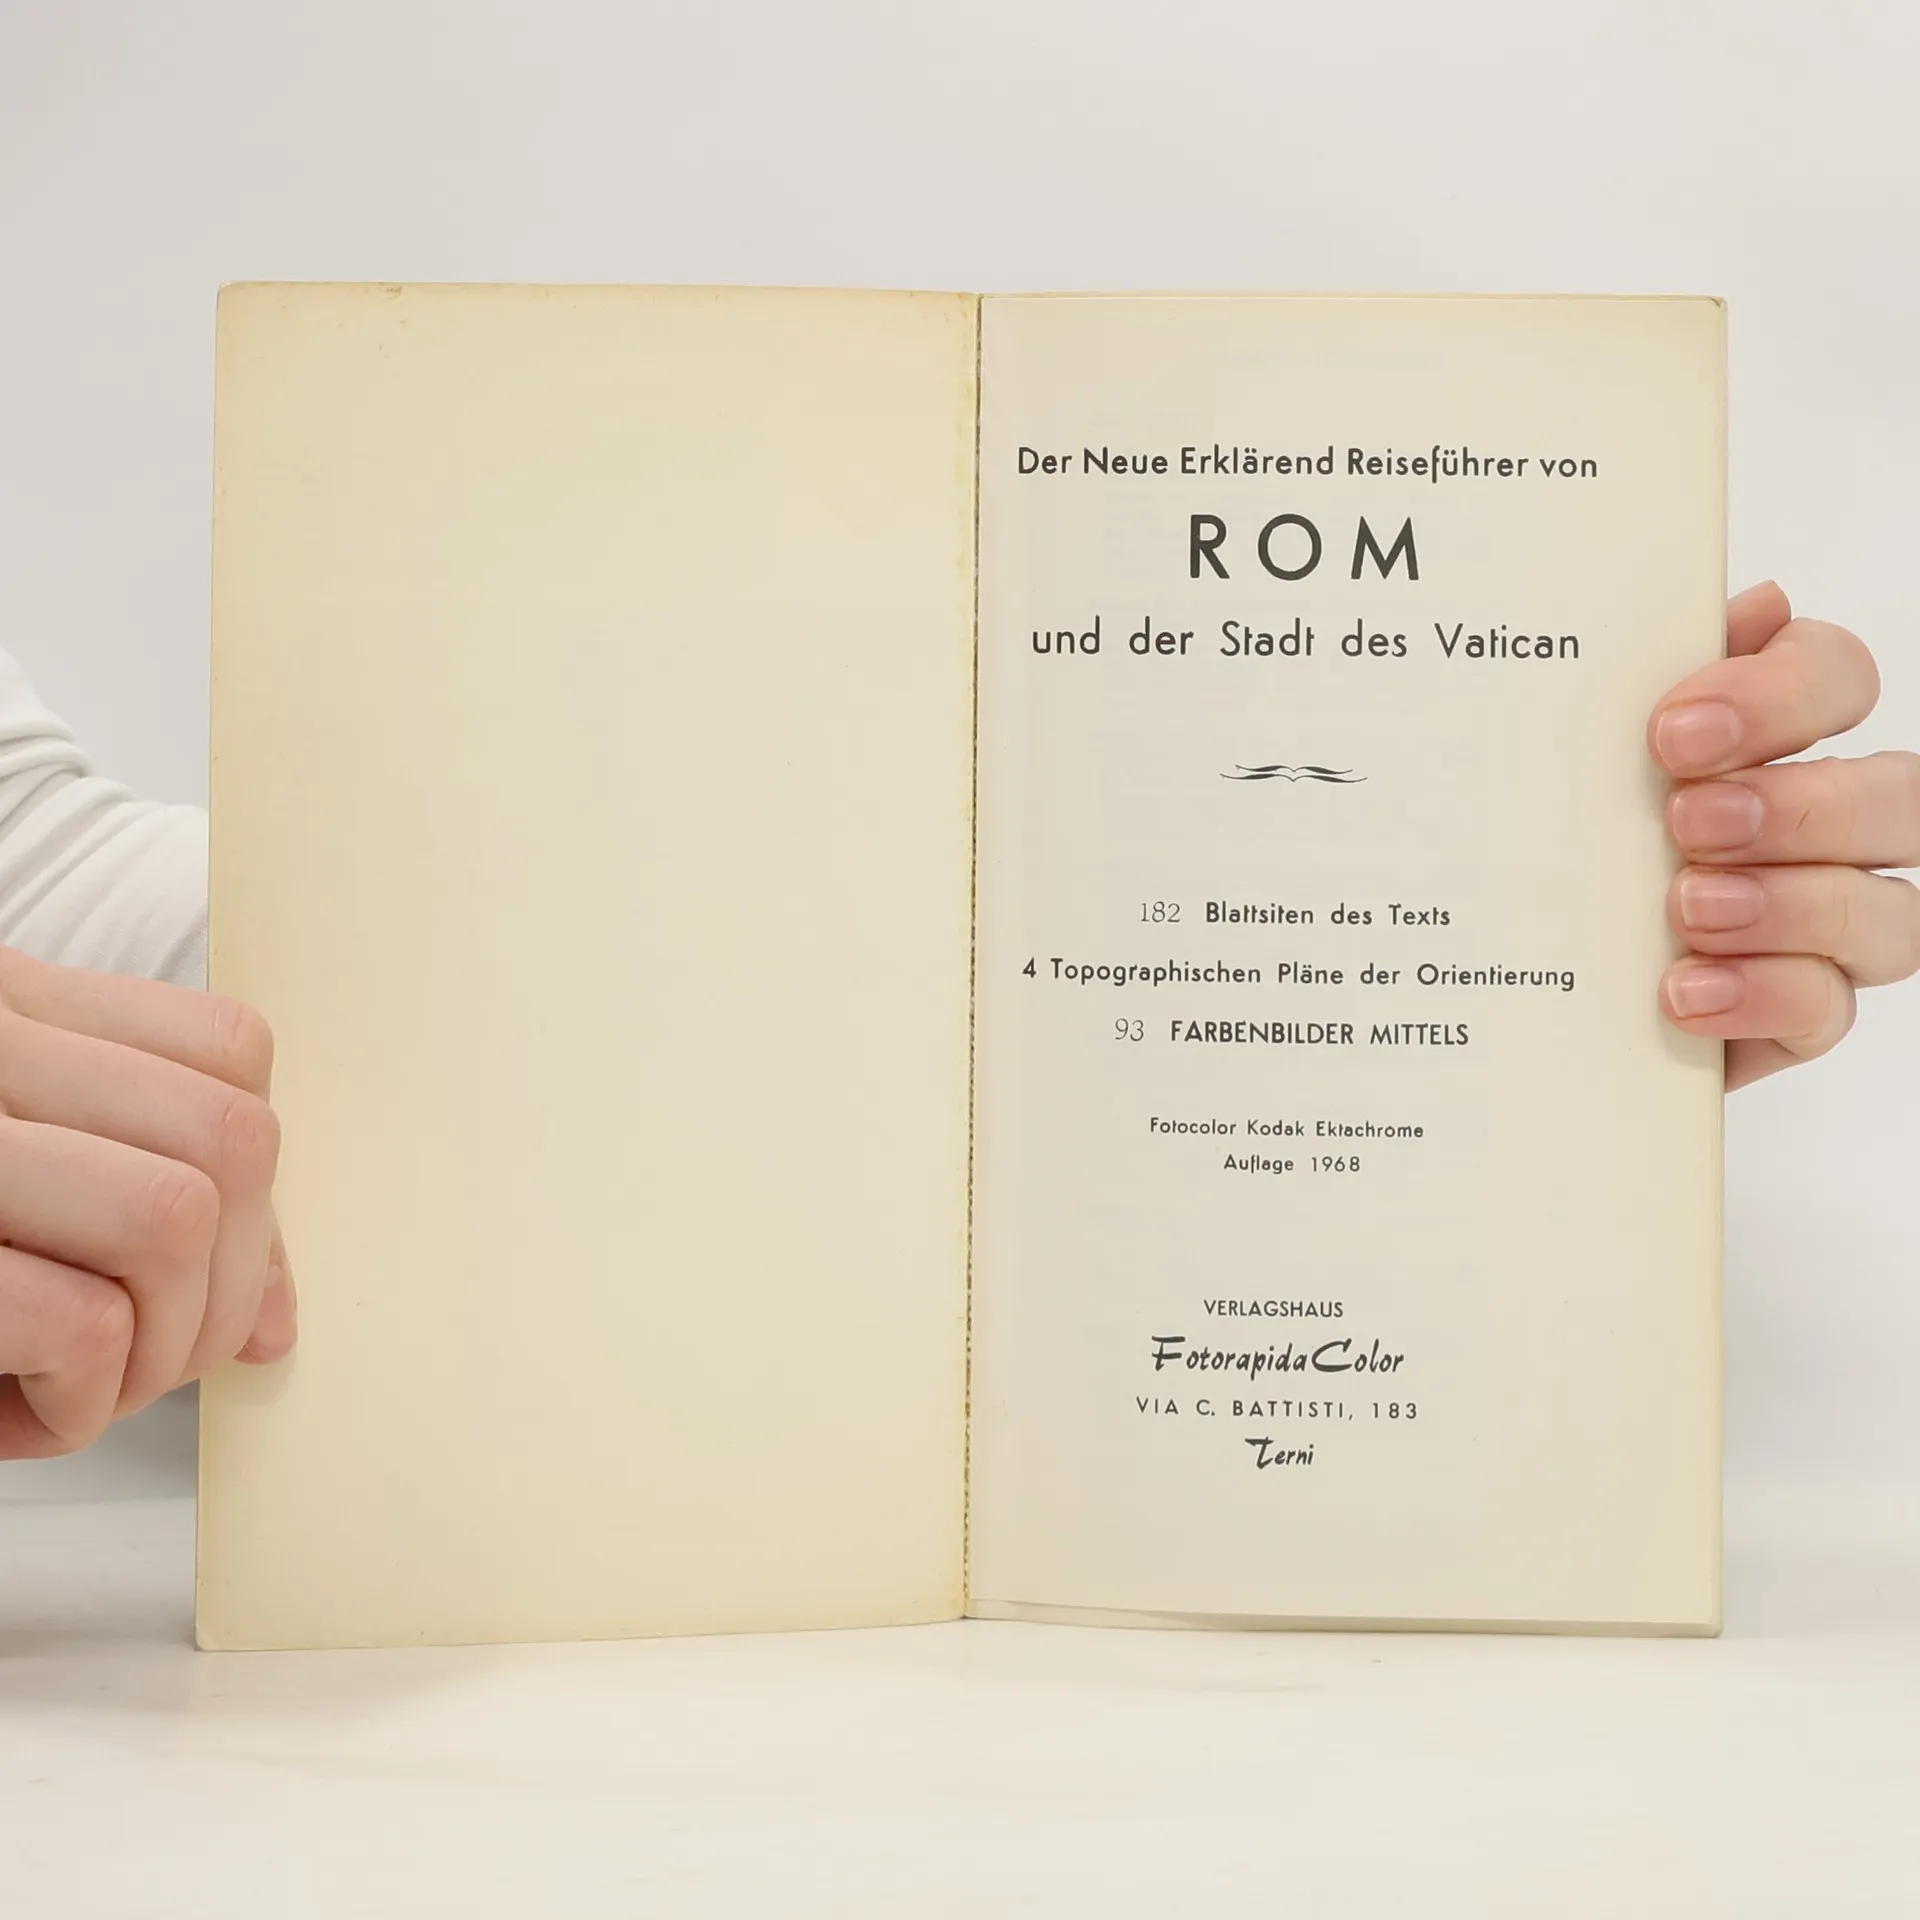 Der Neue Erklärend Reiseführer von
ROM
und der Stadt des Vatican
182 Blattsiten des Texts
4 Topographischen Pläne der Orientierung
93 FARBENBILDER MITTELS
Fotocolor Kodak Ektachrome
Auflage 1968
VERLAGSHAUS
Fotorapida Color
VIA C. BATTISTI, 183
Terni